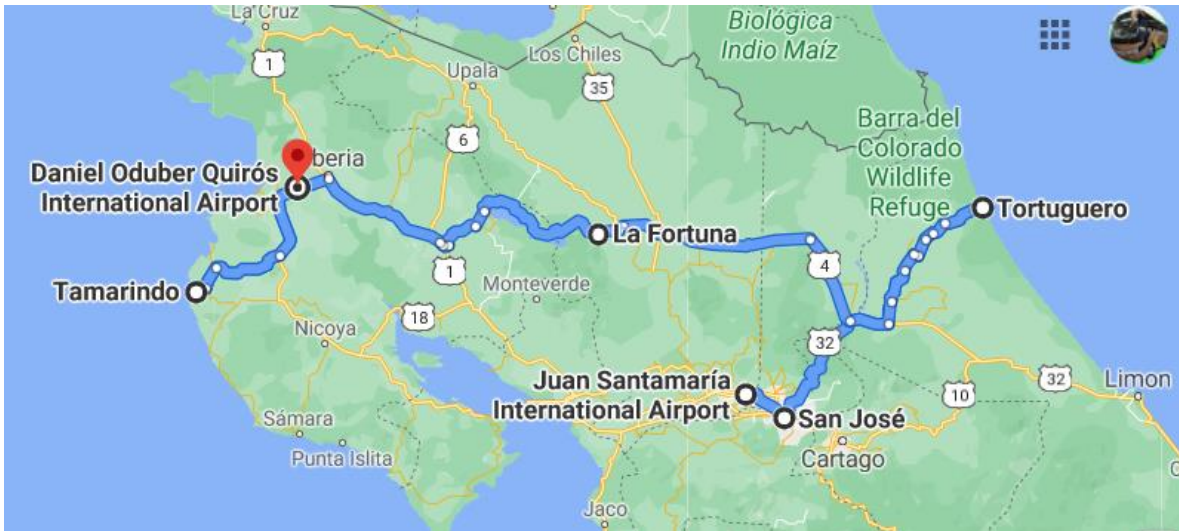 La Cruz
Biológica
Indio Maíz
Los Chiles
1
Upala
35
Barra del
Colorado
Wildlife
Refuge
6
Daniel Oduber Quirós
International Airport
beria
Tortuguero
La Fortuna
4
1
Tamarindo
Monteverde
18
Nicoya
32
Juan Santamaría
International Airport
32
Limon
10
San José
Sámara
Punta Islita
Cartago
Jaco